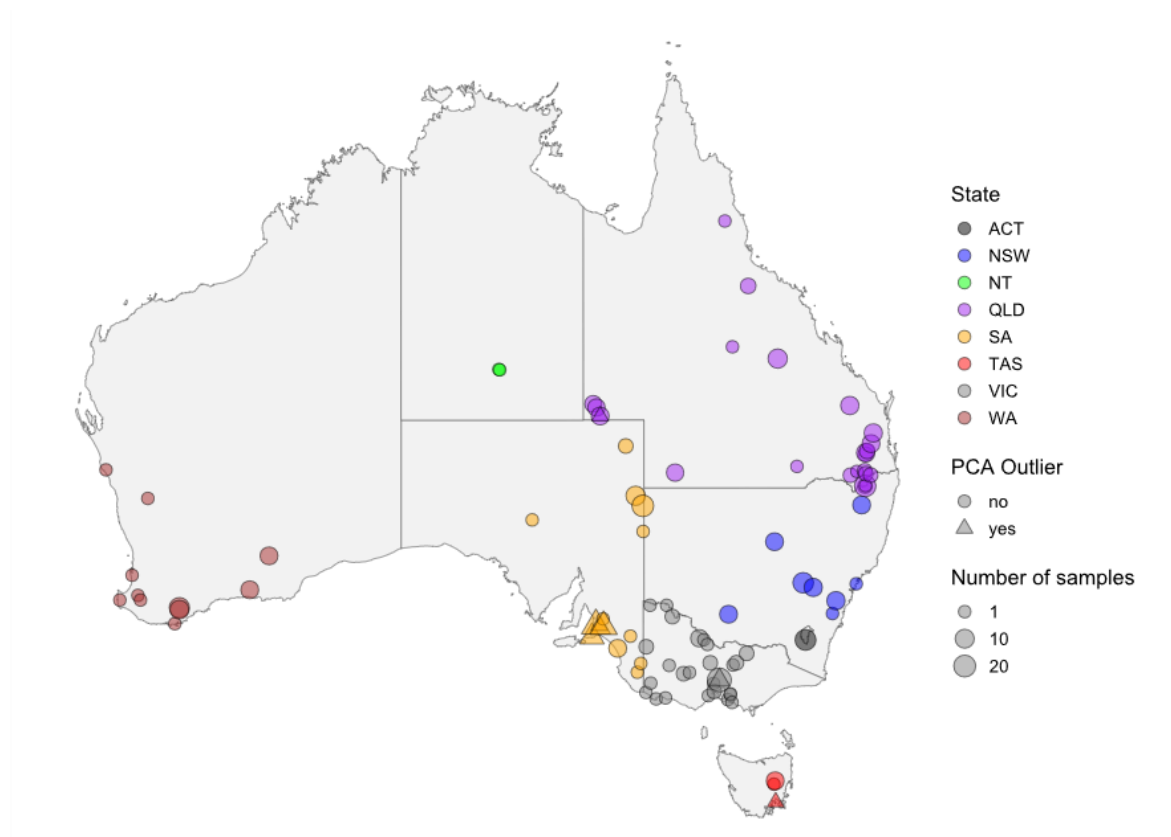 State
ACT
NSW
NT
QLD
SA
TAS
VIC
WA
PCA Outlier
no
yes
Number of samples
1
10
20